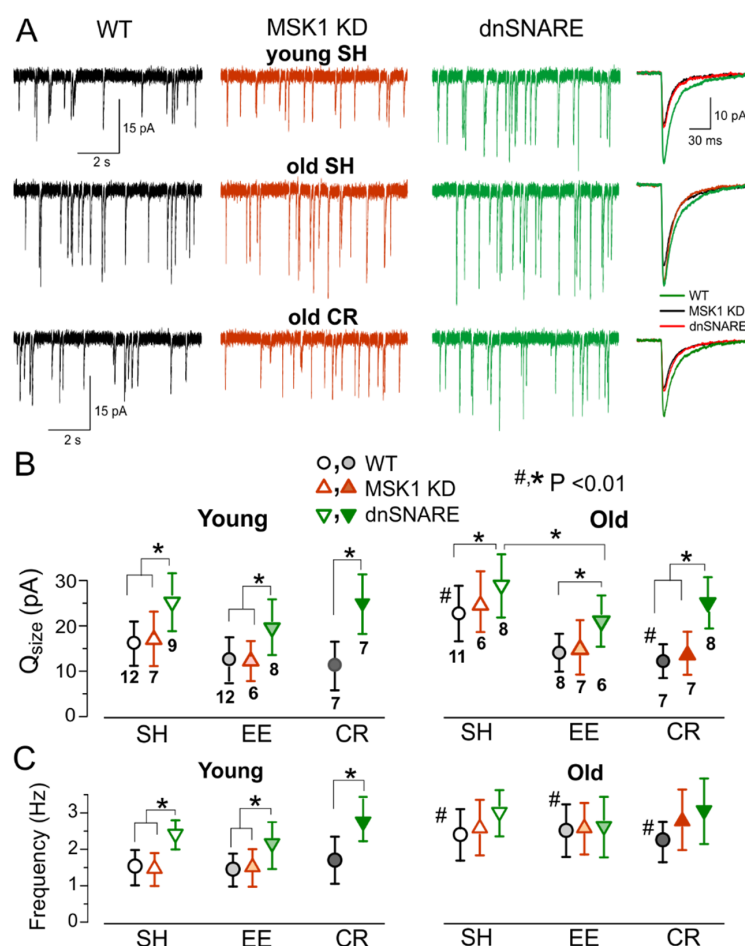 A
WT MSK1 KD dnSNARE
young SH
15 pA
2 s
10 pA
30 ms
old SH
WT
MSK1 KD
dnSNARE
old CR
15 pA
2 s
B
, WT
, MSK1 KD
, dnSNARE
#,* P <0.01
Young Old
Qsize (pA)
30
20
10
0
* * *
12 7 9 12 6 8 7 7
SH EE CR
* * * *
# #
11 6 8 8 7 6 7 7 8
SH EE CR
C
Young Old
Frequency (Hz)
3
2
1
0
* * *
SH EE CR
# # #
SH EE CR